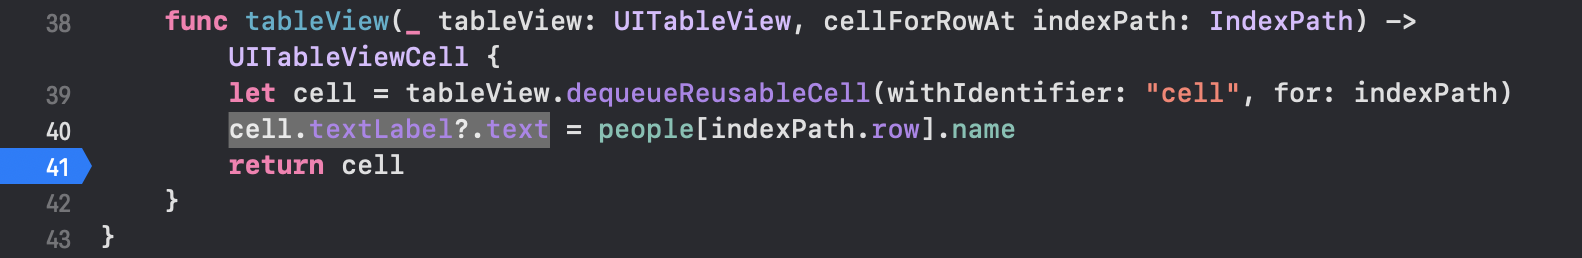 38 func tableView(_ tableView: UITableView, cellForRowAt indexPath: IndexPath) ->
UITableViewCell {
39 let cell = tableView.dequeueReusableCell(withIdentifier: "cell", for: indexPath)
40 cell.textLabel?.text = people[indexPath.row].name
41 return cell
42 }
43 }